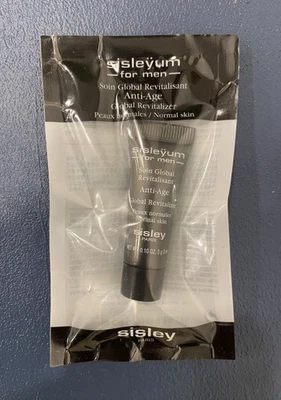 sisleÿum
for men
Soin Global Revitalisant
Anti-Age
Global Revitalizer
Peaux normales / Normal skin
sisleÿum
for men
Soin Global
Revitalisant
Anti-Age
Global Revitalizer
Peaux normales
Normal skin
sisley
PARIS
sisley
PARIS